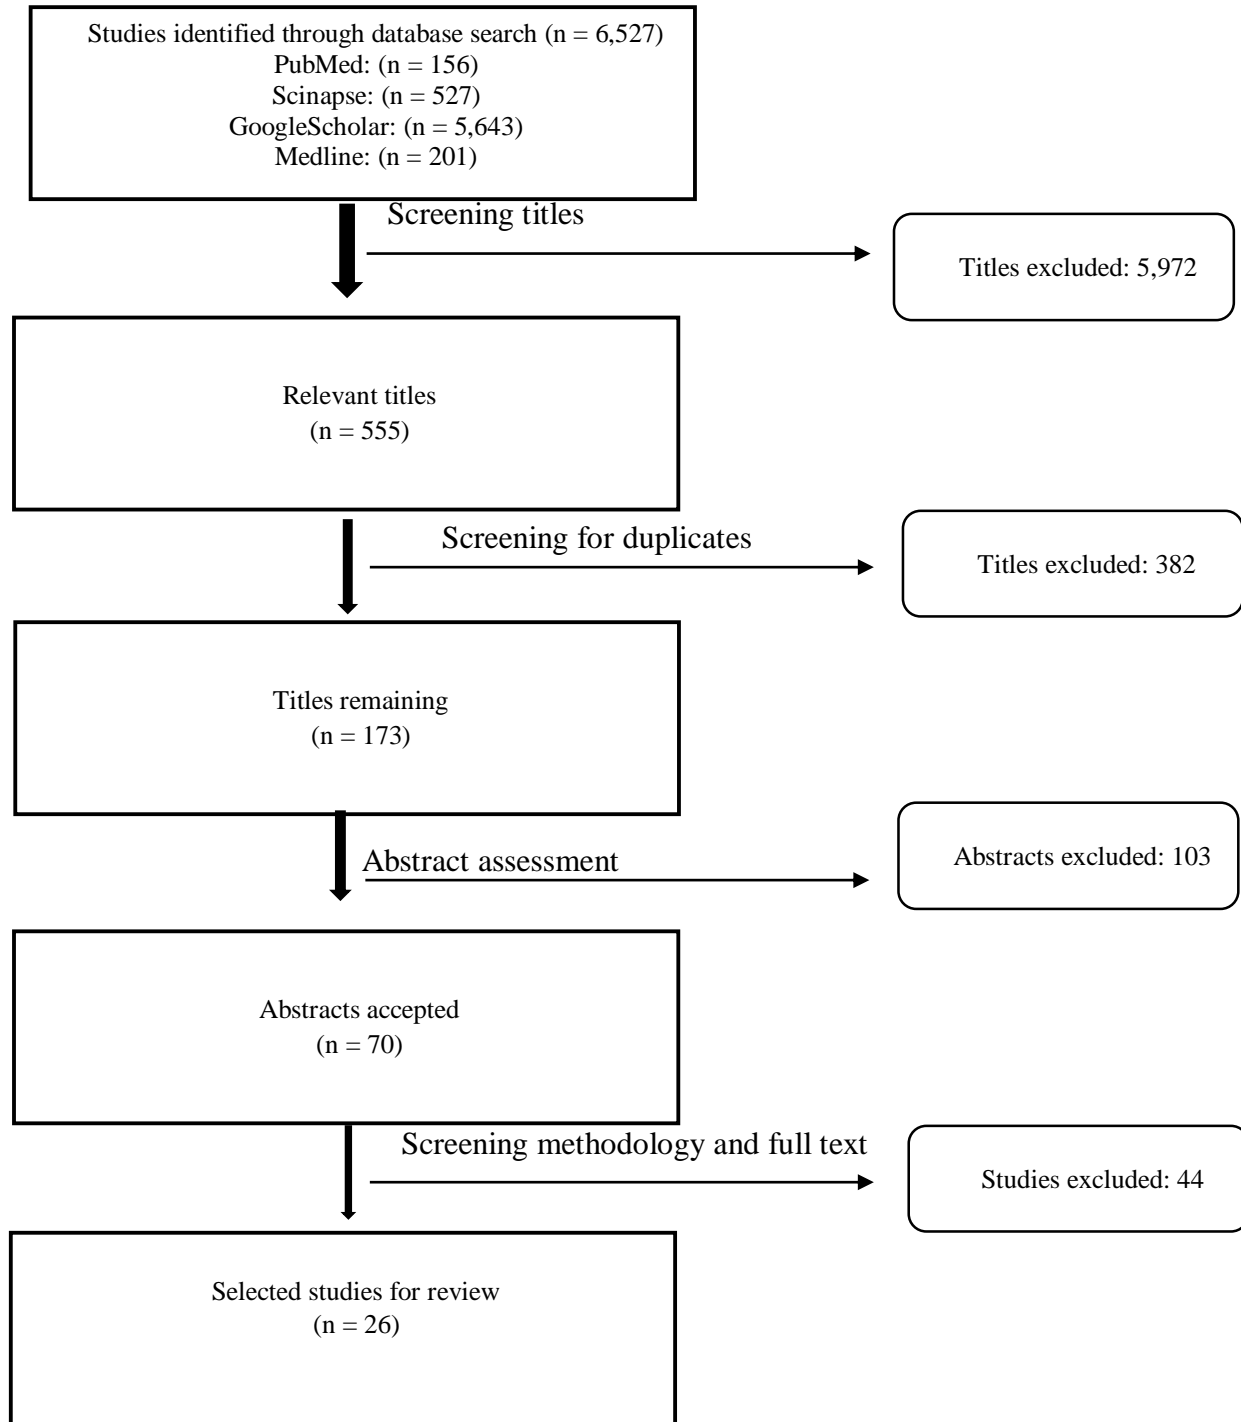 Studies identified through database search (n = 6,527)
PubMed: (n = 156)
Scinapse: (n = 527)
GoogleScholar: (n = 5,643)
Medline: (n = 201)
Screening titles
Titles excluded: 5,972
Relevant titles
(n = 555)
Screening for duplicates
Titles excluded: 382
Titles remaining
(n = 173)
Abstract assessment
Abstracts excluded: 103
Abstracts accepted
(n = 70)
Screening methodology and full text
Studies excluded: 44
Selected studies for review
(n = 26)